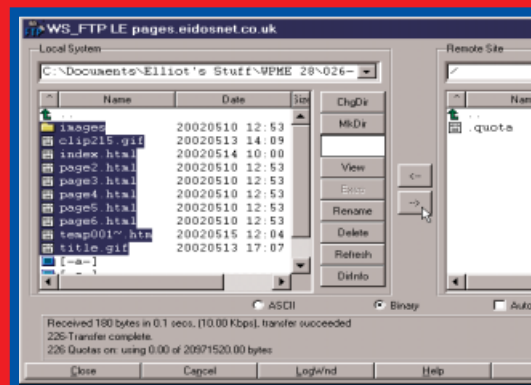 WS_FTP LE pages.eidosnet.co.uk
Local System
Remote Site
C:\Documents\Elliot's Stuff\WPME 28\026-
/
^ Name Date Size
ChgDir
^ Nam
..
MkDir
..
images 20020510 12:53
.quota
clip215.gif 20020513 14:09
index.html 20020514 10:00
View
page2.html 20020510 12:53
<-
page3.html 20020510 12:53
Exec
page4.html 20020510 12:53
Rename
->
page5.html 20020510 12:53
page6.html 20020510 12:53
Delete
temp001~.htm 20020515 12:04
title.gif 20020513 17:07
Refresh
[-a-]
DirInfo
ASCII
Binary
Auto
Received 180 bytes in 0.1 secs, (10.00 Kbps), transfer succeeded
226-Transfer complete.
226 Quotas on: using 0.00 of 20971520.00 bytes
Close
Cancel
LogWnd
Help